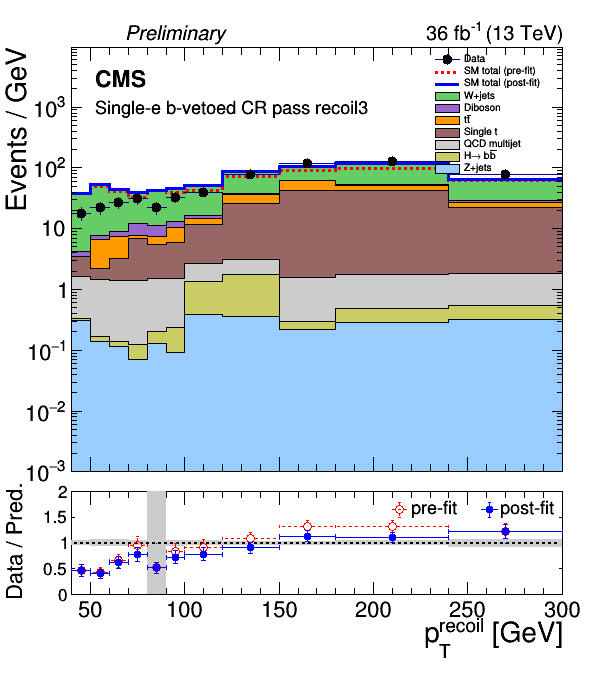 Preliminary
36 fb⁻¹ (13 TeV)
Events / GeV
CMS
Single-e b-vetoed CR pass recoil3
Data
SM total (pre-fit)
SM total (post-fit)
W+jets
Diboson
tt̅
Single t
QCD multijet
H→ bb̅
Z+jets
10³
10²
10
1
10⁻¹
10⁻²
10⁻³
Data / Pred.
pre-fit
post-fit
2
1.5
1
0.5
0
50 100 150 200 250 300
p_T^recoil [GeV]